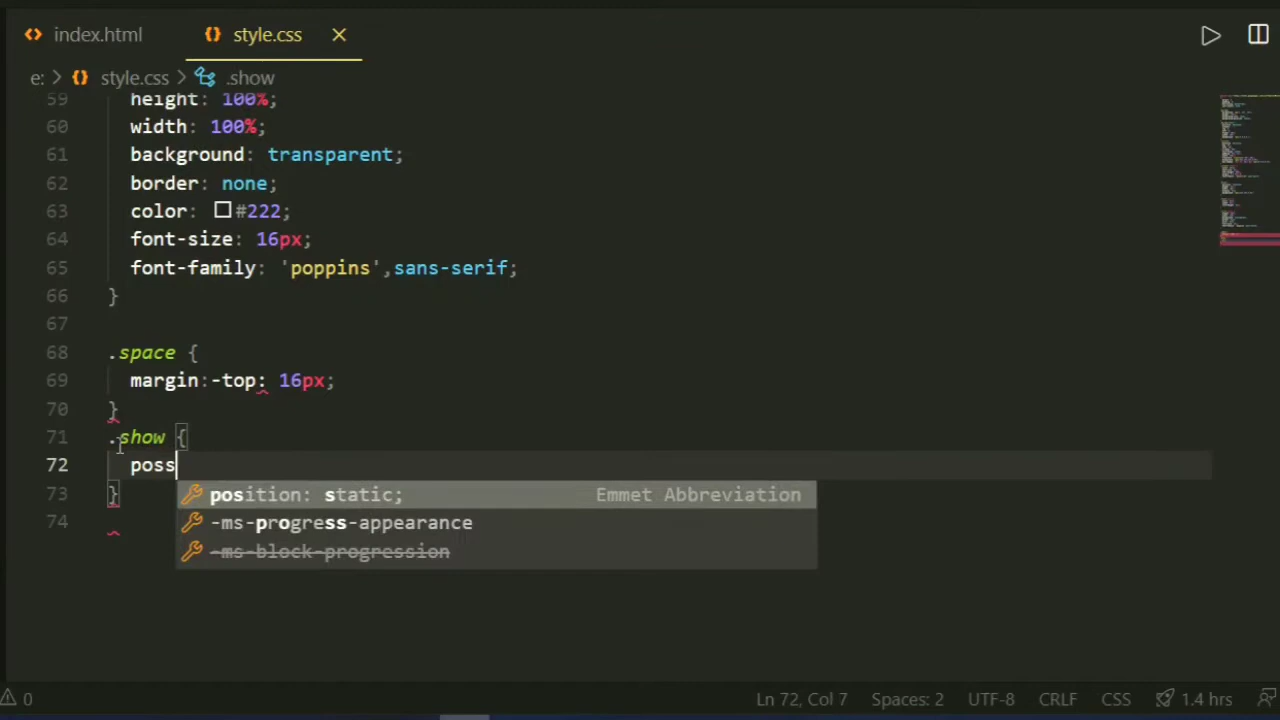 index.html style.css
e: > style.css > .show
59 height: 100%;
60 width: 100%;
61 background: transparent;
62 border: none;
63 color: #222;
64 font-size: 16px;
65 font-family: 'poppins',sans-serif;
66 }
67
68 .space {
69 margin:-top: 16px;
70 }
71 .show {
72 poss
position: static; Emmet Abbreviation
-ms-progress-appearance
73 }
-ms-block-progression
74
0 Ln 72, Col 7 Spaces: 2 UTF-8 CRLF CSS 1.4 hrs